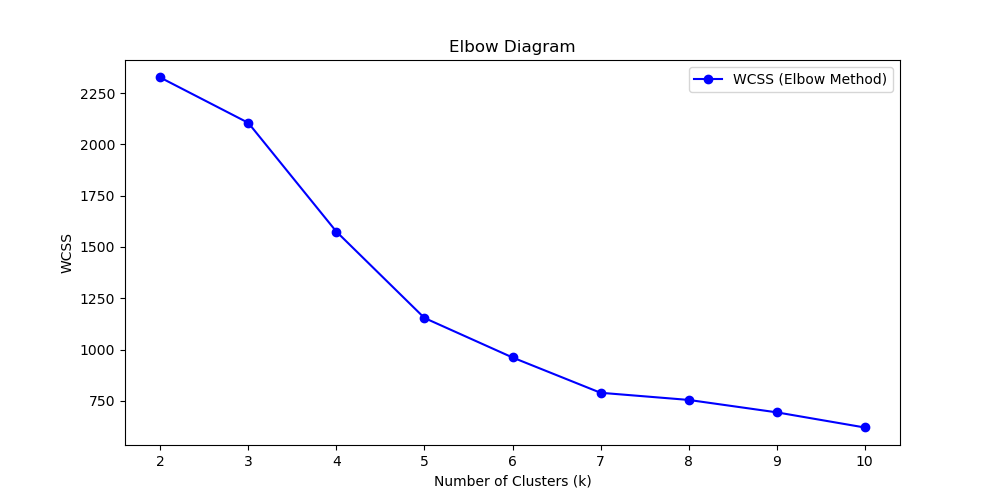 Elbow Diagram
WCSS (Elbow Method)
2250
2000
1750
1500
1250
1000
750
WCSS
2 3 4 5 6 7 8 9 10
Number of Clusters (k)